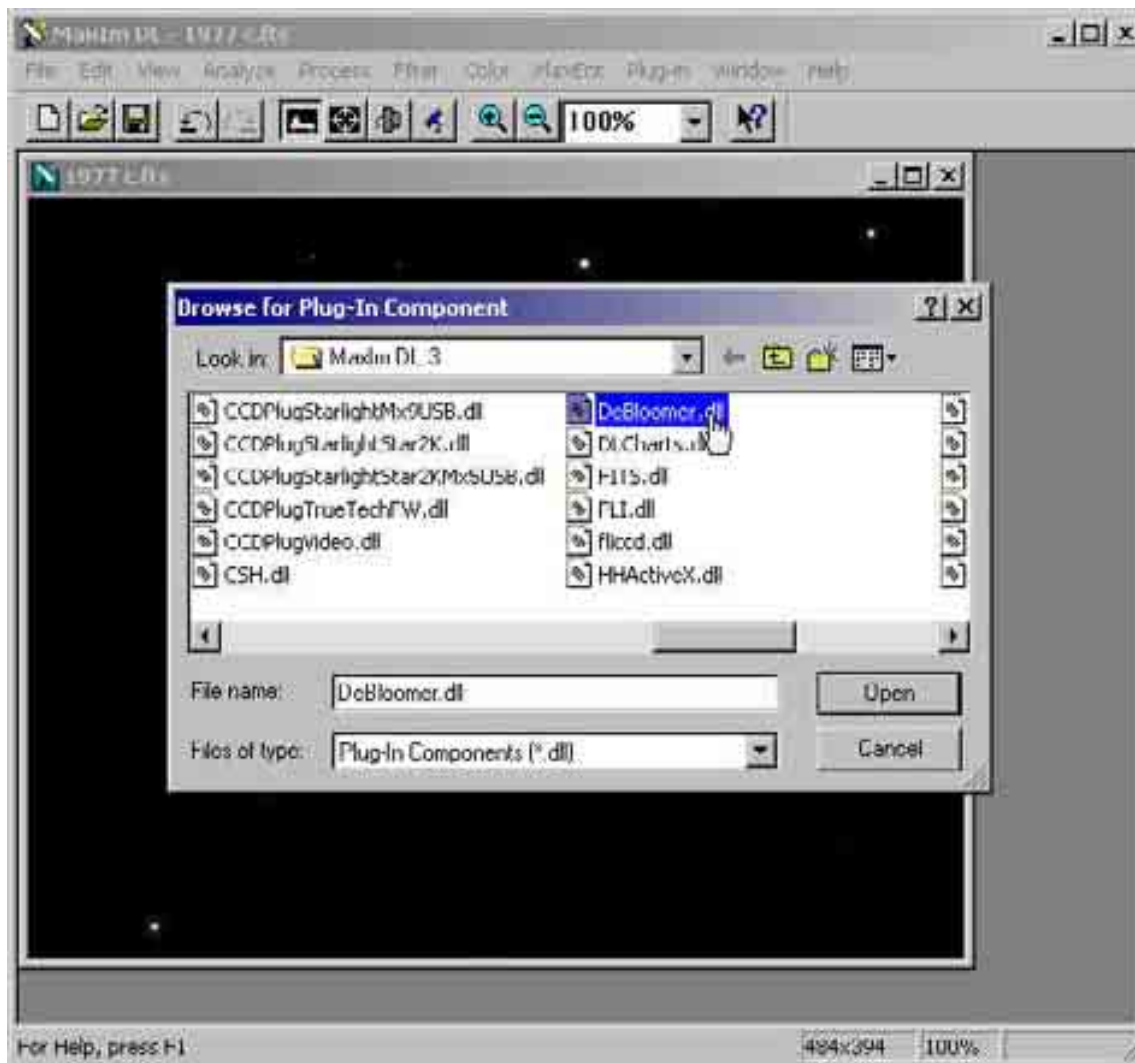 MaxIm DL - 1977 c.fts
File Edit View Analyze Process Filter Color MaxEnt Plug-in Window Help
100%
1977 c.fts
Browse for Plug-In Component
Look in: MaxIm DL 3
CCDPlugStarlightMx9USB.dll
CCDPlugStarlightStar2K.dll
CCDPlugStarlightStar2KMx5USB.dll
CCDPlugTrueTechFW.dll
CCDPlugVideo.dll
CSH.dll
DeBloomer.dll
DLCharts.dll
FITS.dll
FLI.dll
fliccd.dll
HHActiveX.dll
File name: DeBloomer.dll Open
Files of type: Plug-In Components (*.dll) Cancel
For Help, press F1 484x394 100%